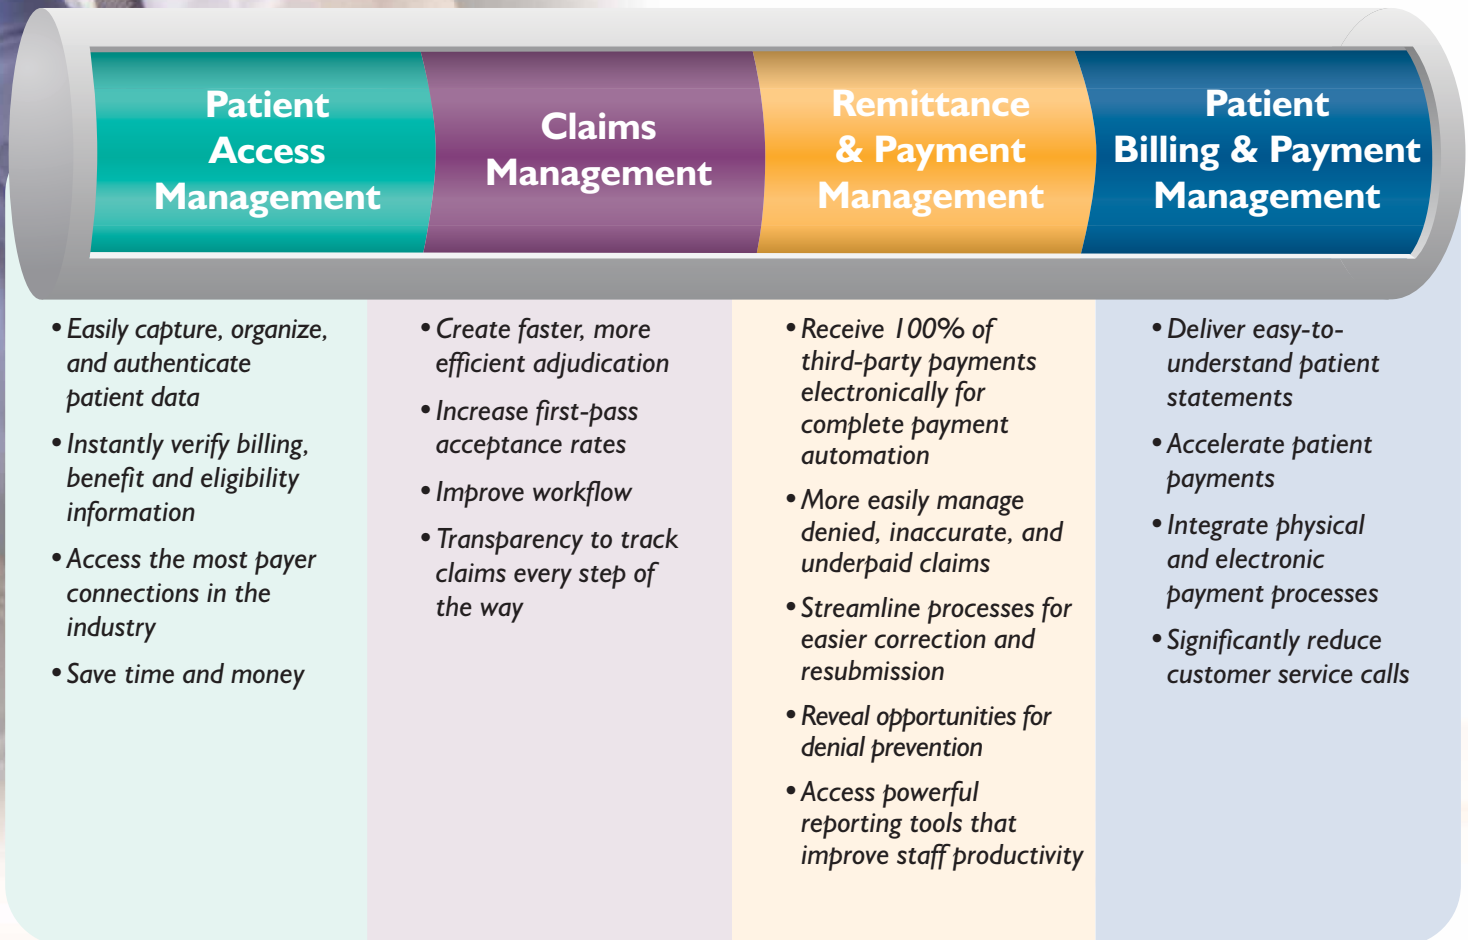 Patient
Access
Management
Claims
Management
Remittance
& Payment
Management
Patient
Billing & Payment
Management
• Easily capture, organize,
and authenticate
patient data
• Instantly verify billing,
benefit and eligibility
information
• Access the most payer
connections in the
industry
• Save time and money
• Create faster, more
efficient adjudication
• Increase first-pass
acceptance rates
• Improve workflow
• Transparency to track
claims every step of
the way
• Receive 100% of
third-party payments
electronically for
complete payment
automation
• More easily manage
denied, inaccurate, and
underpaid claims
• Streamline processes for
easier correction and
resubmission
• Reveal opportunities for
denial prevention
• Access powerful
reporting tools that
improve staff productivity
• Deliver easy-to-
understand patient
statements
• Accelerate patient
payments
• Integrate physical
and electronic
payment processes
• Significantly reduce
customer service calls